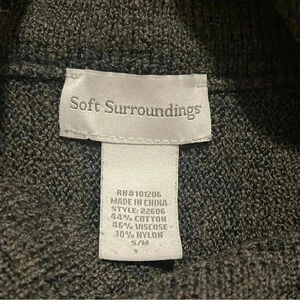 Soft Surroundings
RN#101206
MADE IN CHINA
STYLE: 22606
44% COTTON
46% VISCOSE
10% NYLON
S/M